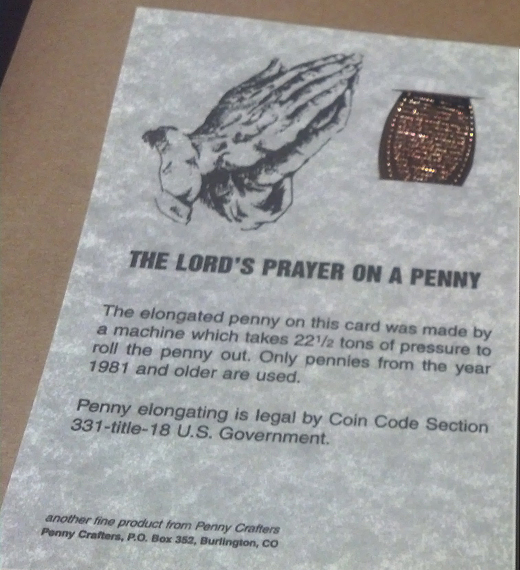 THE LORD'S PRAYER ON A PENNY
The elongated penny on this card was made by
a machine which takes 22 1/2 tons of pressure to
roll the penny out. Only pennies from the year
1981 and older are used.
Penny elongating is legal by Coin Code Section
331-title-18 U.S. Government.
another fine product from Penny Crafters
Penny Crafters, P.O. Box 352, Burlington, CO